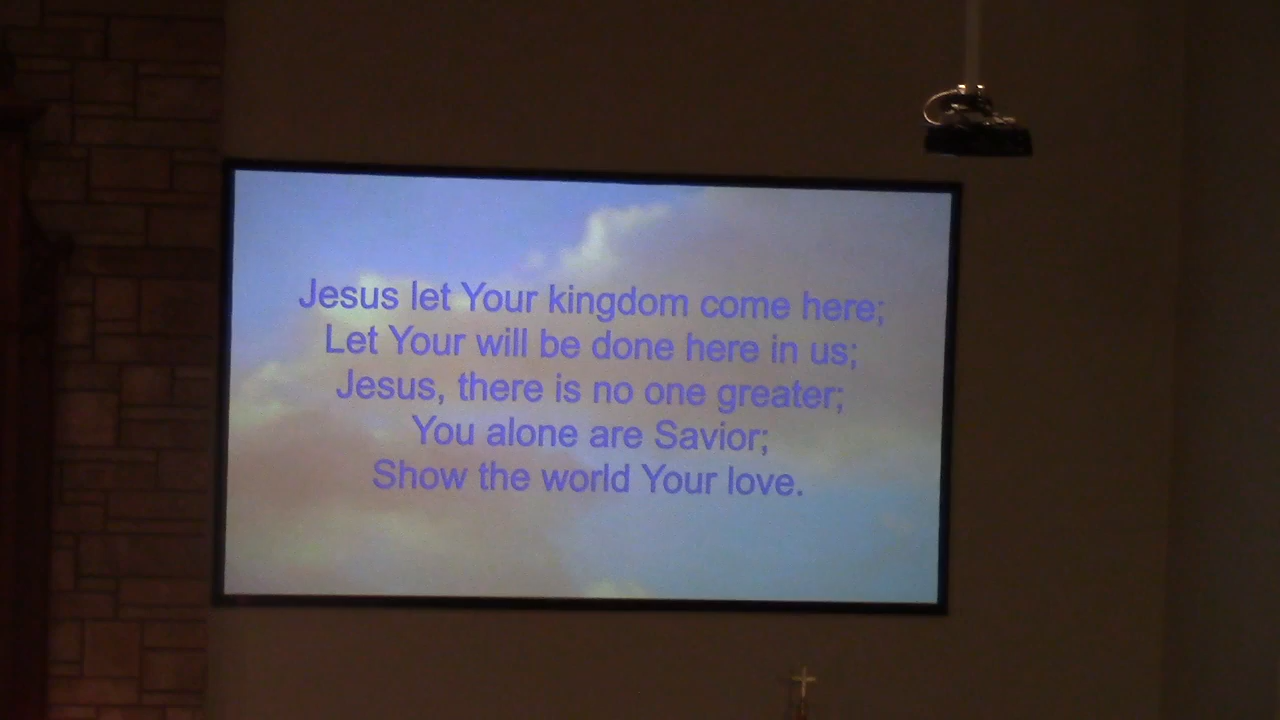 Jesus let Your kingdom come here;
Let Your will be done here in us;
Jesus, there is no one greater;
You alone are Savior;
Show the world Your love.